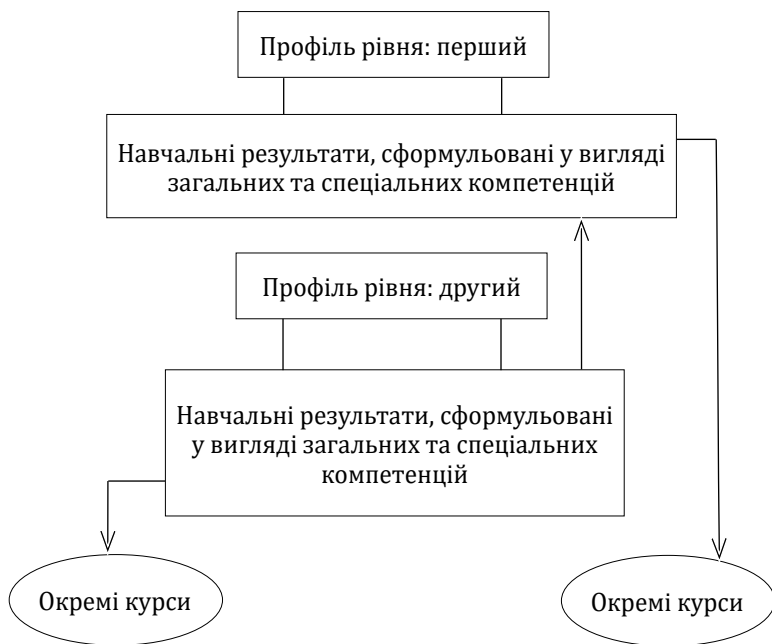 Профіль рівня: перший
Навчальні результати, сформульовані у вигляді
загальних та спеціальних компетенцій
Профіль рівня: другий
Навчальні результати, сформульовані
у вигляді загальних та спеціальних
компетенцій
Окремі курси
Окремі курси